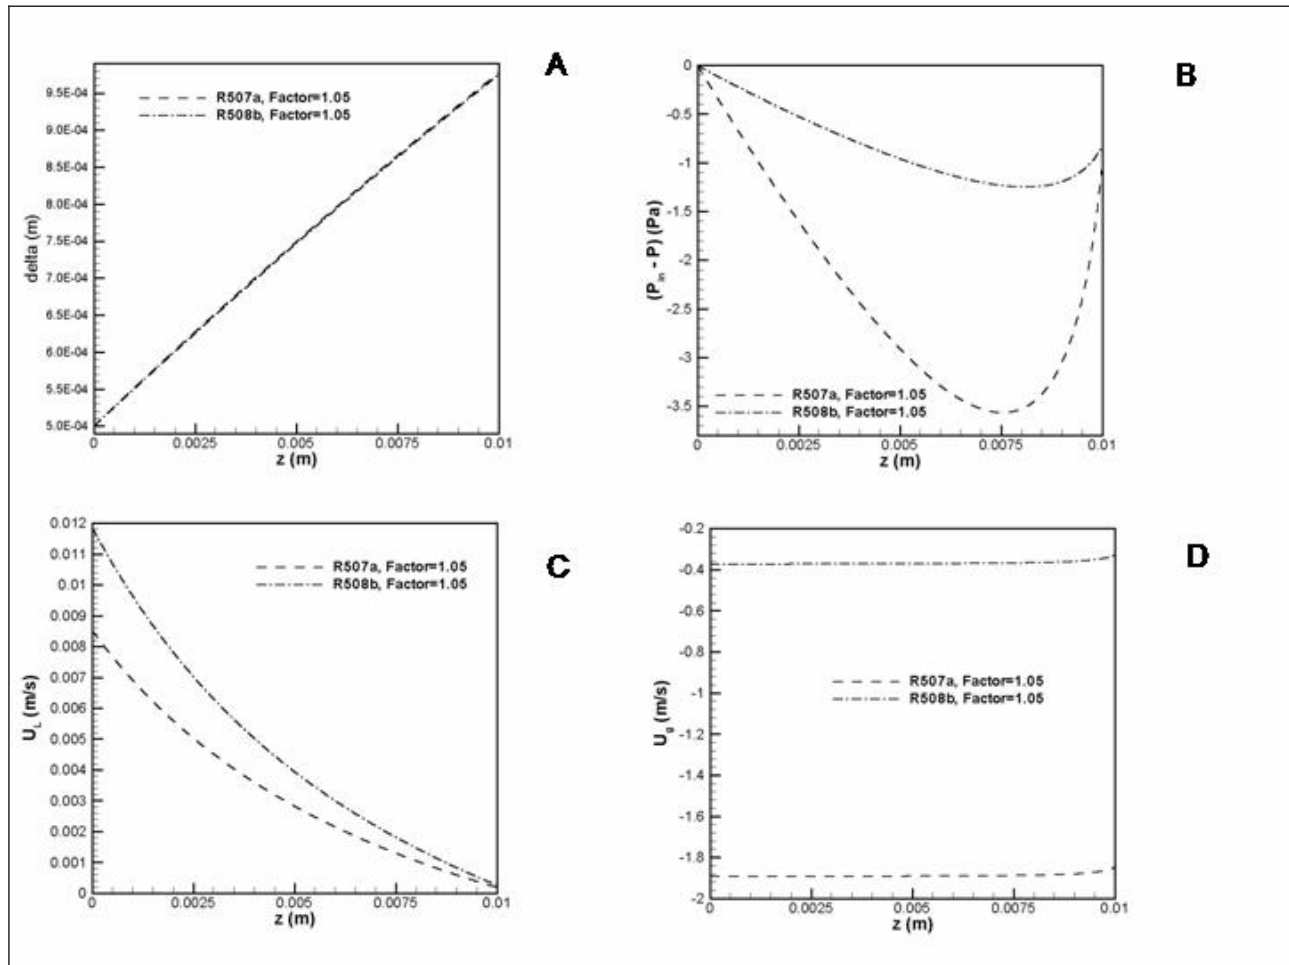 A
9.5E-04
9.0E-04
8.5E-04
8.0E-04
7.5E-04
7.0E-04
6.5E-04
6.0E-04
5.5E-04
5.0E-04
delta (m)
R507a, Factor=1.05
R508b, Factor=1.05
0 0.0025 0.005 0.0075 0.01
z (m)
B
0
-0.5
-1
-1.5
-2
-2.5
-3
-3.5
(P_in - P) (Pa)
R507a, Factor=1.05
R508b, Factor=1.05
0 0.0025 0.005 0.0075 0.01
z (m)
C
0.012
0.011
0.01
0.009
0.008
0.007
0.006
0.005
0.004
0.003
0.002
0.001
0
U_L (m/s)
R507a, Factor=1.05
R508b, Factor=1.05
0 0.0025 0.005 0.0075 0.01
z (m)
D
-0.2
-0.4
-0.6
-0.8
-1
-1.2
-1.4
-1.6
-1.8
-2
U_g (m/s)
R507a, Factor=1.05
R508b, Factor=1.05
0 0.0025 0.005 0.0075 0.01
z (m)